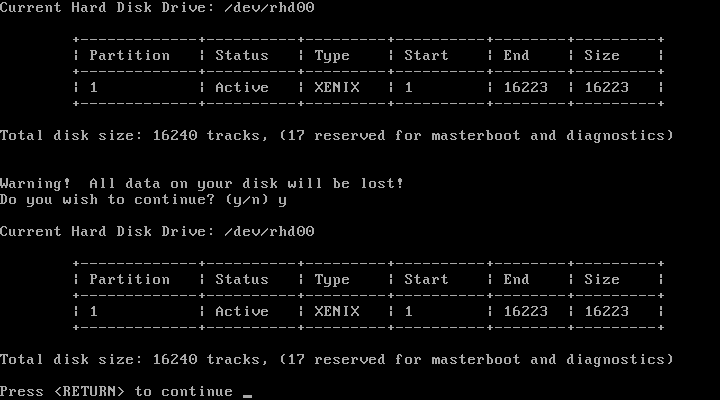 Current Hard Disk Drive: /dev/rhd00
+-------------+------------+-----------+-----------+--------+-----------+
| Partition   | Status     | Type      | Start     | End    | Size      |
+-------------+------------+-----------+-----------+--------+-----------+
| 1           | Active     | XENIX     | 1         | 16223  | 16223     |
+-------------+------------+-----------+-----------+--------+-----------+
Total disk size: 16240 tracks, (17 reserved for masterboot and diagnostics)
Warning!  All data on your disk will be lost!
Do you wish to continue? (y/n) y
Current Hard Disk Drive: /dev/rhd00
+-------------+------------+-----------+-----------+--------+-----------+
| Partition   | Status     | Type      | Start     | End    | Size      |
+-------------+------------+-----------+-----------+--------+-----------+
| 1           | Active     | XENIX     | 1         | 16223  | 16223     |
+-------------+------------+-----------+-----------+--------+-----------+
Total disk size: 16240 tracks, (17 reserved for masterboot and diagnostics)
Press <RETURN> to continue _